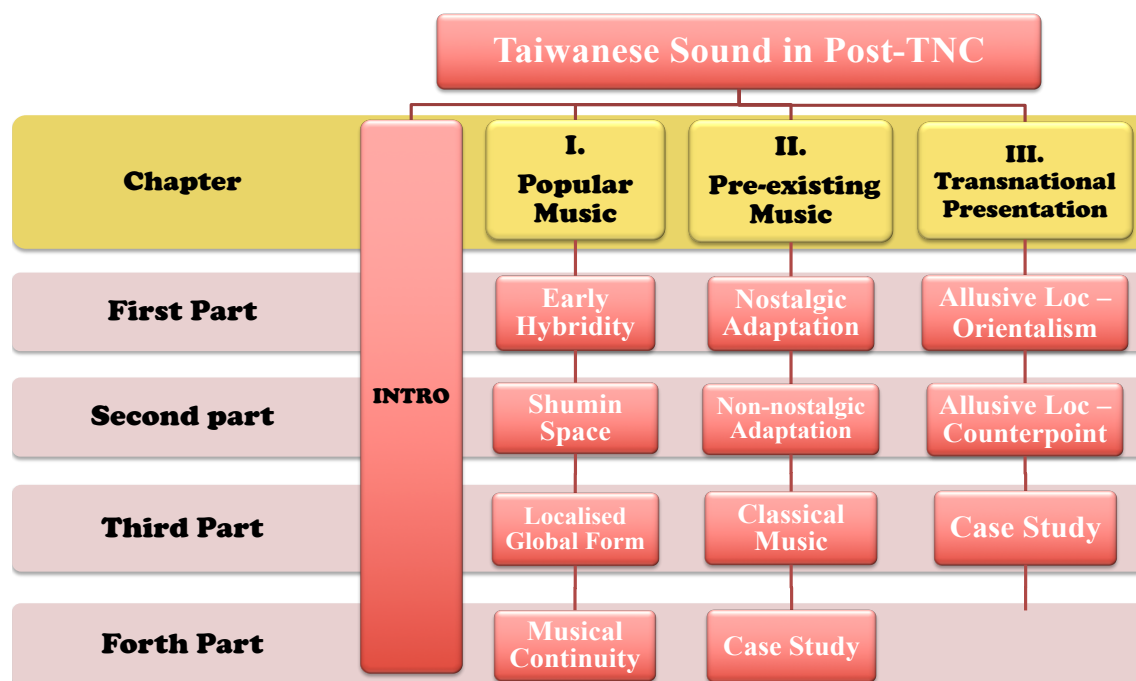 Taiwanese Sound in Post-TNC
Chapter
INTRO
I.
Popular
Music
II.
Pre-existing
Music
III.
Transnational
Presentation
First Part
Early
Hybridity
Nostalgic
Adaptation
Allusive Loc –
Orientalism
Second part
Shumin
Space
Non-nostalgic
Adaptation
Allusive Loc –
Counterpoint
Third Part
Localised
Global Form
Classical
Music
Case Study
Forth Part
Musical
Continuity
Case Study